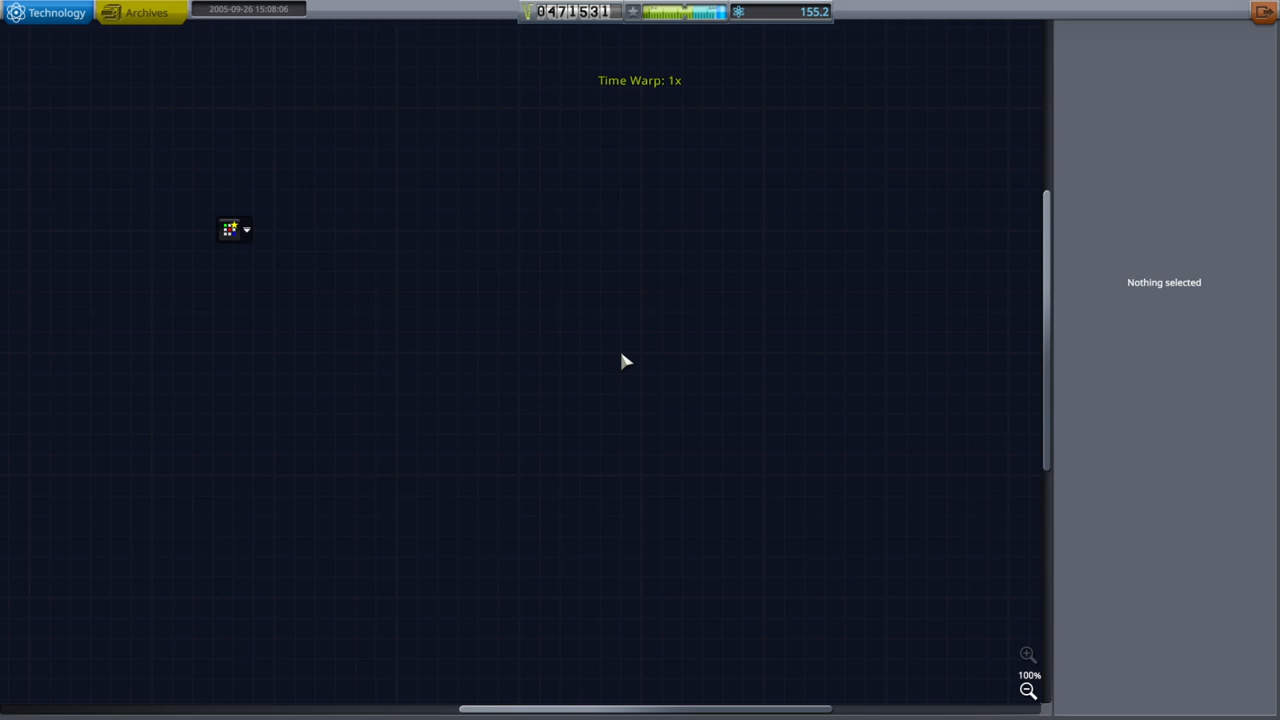 Technology
Archives
2005-09-26 15:08:06
0471531
155.2
Time Warp: 1x
Nothing selected
100%